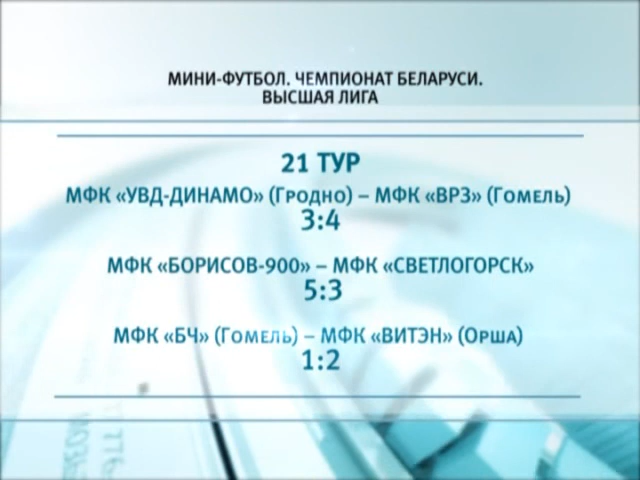 МИНИ-ФУТБОЛ. ЧЕМПИОНАТ БЕЛАРУСИ.
ВЫСШАЯ ЛИГА
21 ТУР
МФК «УВД-ДИНАМО» (Гродно) – МФК «ВРЗ» (Гомель)
3:4
МФК «БОРИСОВ-900» – МФК «СВЕТЛОГОРСК»
5:3
МФК «БЧ» (Гомель) – МФК «ВИТЭН» (Орша)
1:2